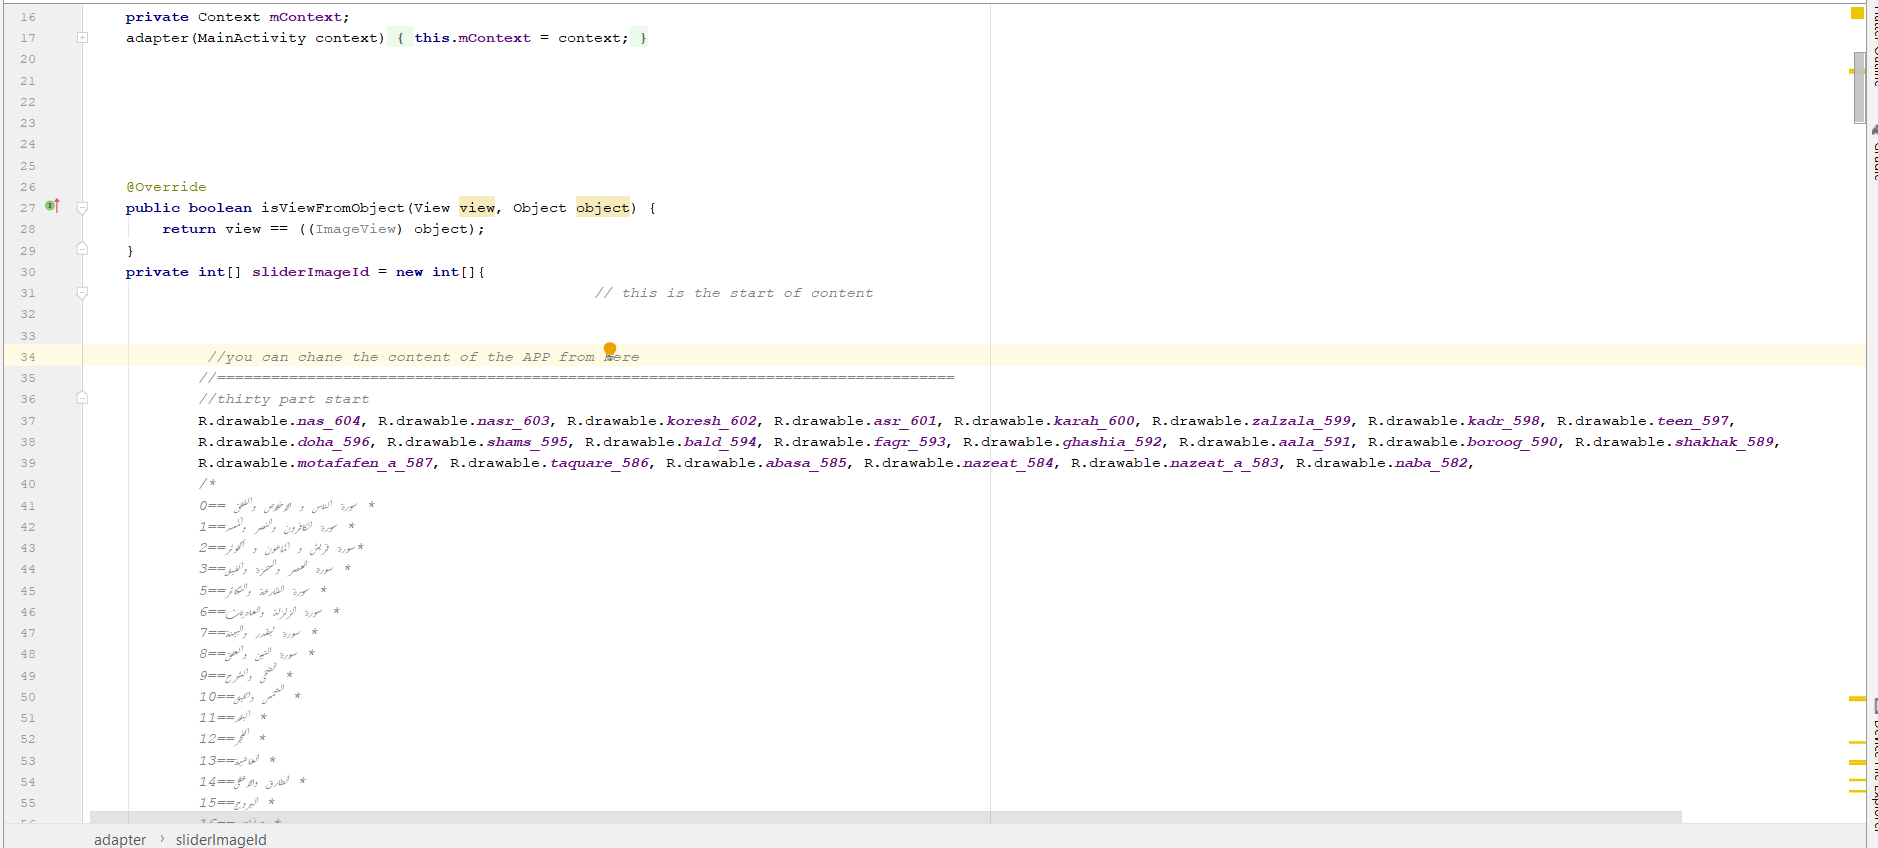 16 private Context mContext;
17 adapter(MainActivity context) { this.mContext = context; }
20
21
22
23
24
25
26 @Override
27 public boolean isViewFromObject(View view, Object object) {
28 return view == ((ImageView) object);
29 }
30 private int[] sliderImageId = new int[]{
31 // this is the start of content
32
33
34 //you can chane the content of the APP from here
35 //==================================================================================
36 //thirty part start
37 R.drawable.nas_604, R.drawable.nasr_603, R.drawable.koresh_602, R.drawable.asr_601, R.drawable.karah_600, R.drawable.zalzala_599, R.drawable.kadr_598, R.drawable.teen_597,
38 R.drawable.doha_596, R.drawable.shams_595, R.drawable.bald_594, R.drawable.fagr_593, R.drawable.ghashia_592, R.drawable.aala_591, R.drawable.boroog_590, R.drawable.shakhak_589,
39 R.drawable.motafafen_a_587, R.drawable.taquare_586, R.drawable.abasa_585, R.drawable.nazeat_584, R.drawable.nazeat_a_583, R.drawable.naba_582,
40 /*
41 0== سورة الناس و الاخلاص والفلق *
42 1==سورة الكافرون والنصر والمسد *
43 2==سورة قريش و الماعون و الكوثر*
44 3==سورة العصر والهمزة والفيل *
45 5==سورة القارعة والتكاثر *
46 6==سورة الزلزلة والعاديات *
47 7==سورة لبقدر والبينة *
48 8==سورة التين والعلق *
49 9==الضحى والشرح *
50 10==الشمس والليل *
51 11==البلد *
52 12==الفجر *
53 13==الغاشية *
54 14==الطارق والاعلى *
55 15==البروج *
adapter › sliderImageId